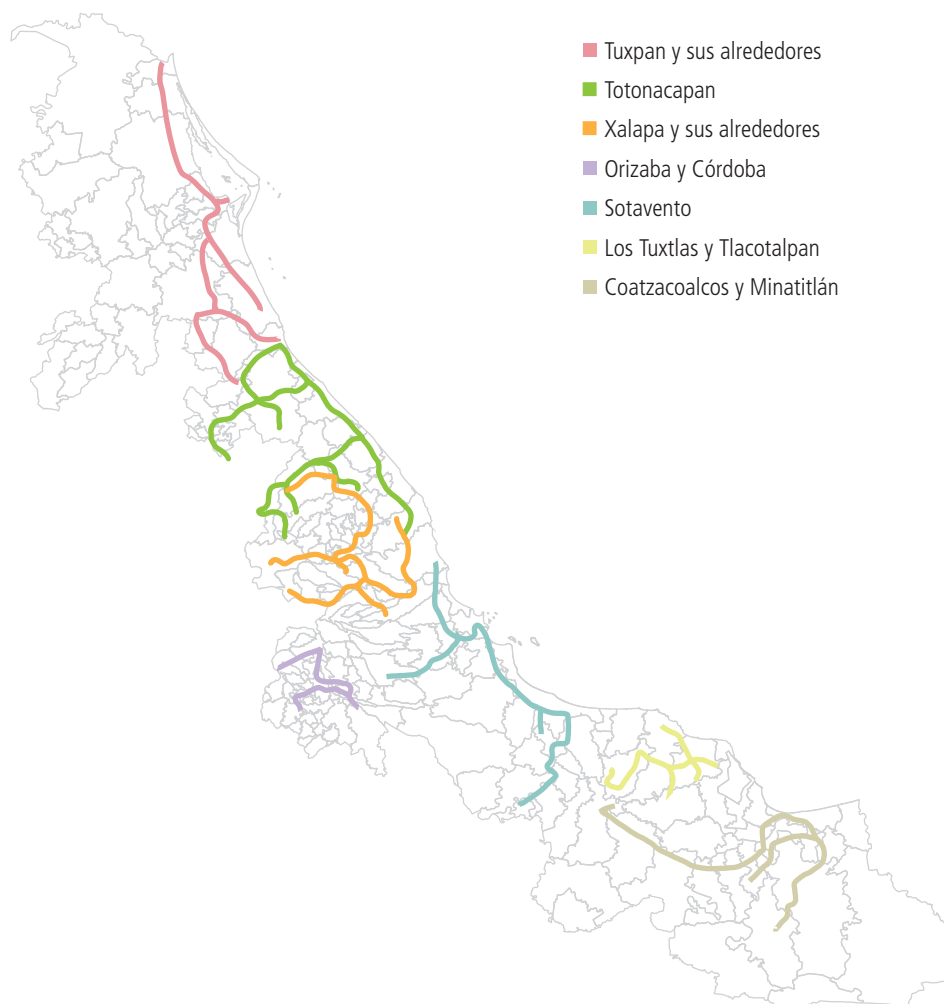 Tuxpan y sus alrededores
Totonacapan
Xalapa y sus alrededores
Orizaba y Córdoba
Sotavento
Los Tuxtlas y Tlacotalpan
Coatzacoalcos y Minatitlán